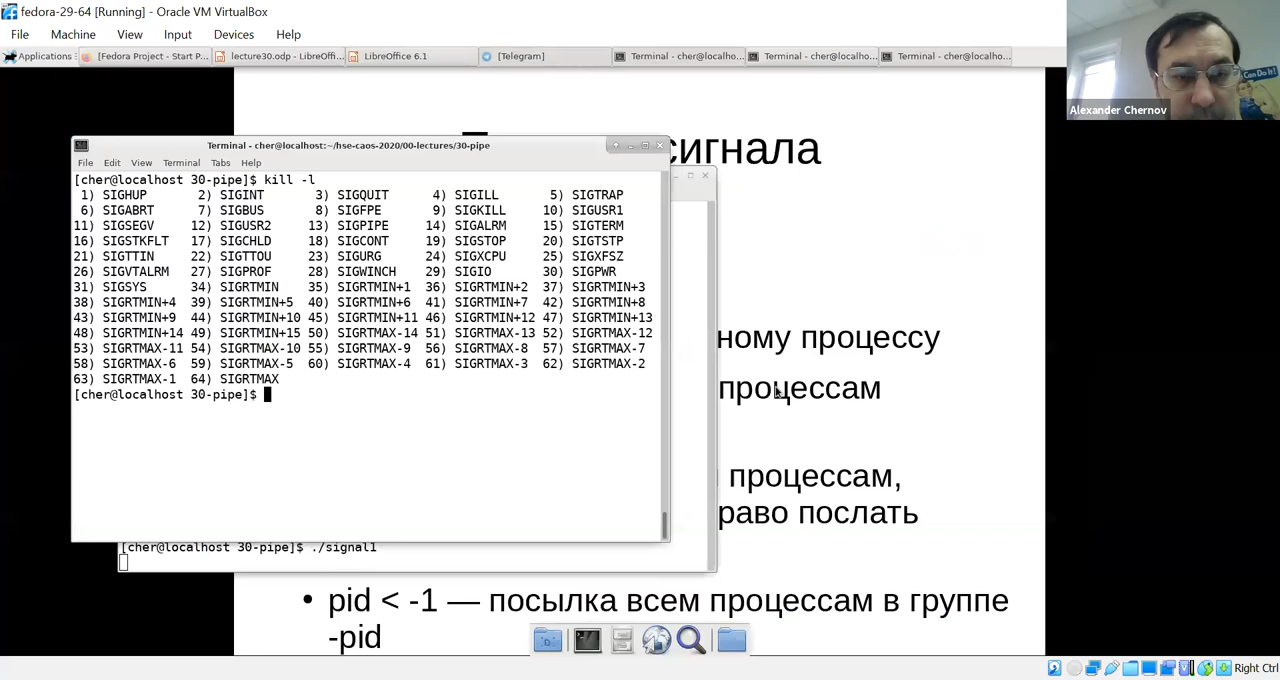 fedora-29-64 [Running] - Oracle VM VirtualBox
File Machine View Input Devices Help
Applications [Fedora Project - Start P... lecture30.odp - LibreOffi... LibreOffice 6.1 [Telegram] Terminal - cher@localho... Terminal - cher@localho... Terminal - cher@localho...
Can Do It!
Alexander Chernov
сигнала
Terminal - cher@localhost:~/hse-caos-2020/00-lectures/30-pipe
File Edit View Terminal Tabs Help
[cher@localhost 30-pipe]$ kill -l
1) SIGHUP 2) SIGINT 3) SIGQUIT 4) SIGILL 5) SIGTRAP
6) SIGABRT 7) SIGBUS 8) SIGFPE 9) SIGKILL 10) SIGUSR1
11) SIGSEGV 12) SIGUSR2 13) SIGPIPE 14) SIGALRM 15) SIGTERM
16) SIGSTKFLT 17) SIGCHLD 18) SIGCONT 19) SIGSTOP 20) SIGTSTP
21) SIGTTIN 22) SIGTTOU 23) SIGURG 24) SIGXCPU 25) SIGXFSZ
26) SIGVTALRM 27) SIGPROF 28) SIGWINCH 29) SIGIO 30) SIGPWR
31) SIGSYS 34) SIGRTMIN 35) SIGRTMIN+1 36) SIGRTMIN+2 37) SIGRTMIN+3
38) SIGRTMIN+4 39) SIGRTMIN+5 40) SIGRTMIN+6 41) SIGRTMIN+7 42) SIGRTMIN+8
43) SIGRTMIN+9 44) SIGRTMIN+10 45) SIGRTMIN+11 46) SIGRTMIN+12 47) SIGRTMIN+13
48) SIGRTMIN+14 49) SIGRTMIN+15 50) SIGRTMAX-14 51) SIGRTMAX-13 52) SIGRTMAX-12
53) SIGRTMAX-11 54) SIGRTMAX-10 55) SIGRTMAX-9 56) SIGRTMAX-8 57) SIGRTMAX-7
58) SIGRTMAX-6 59) SIGRTMAX-5 60) SIGRTMAX-4 61) SIGRTMAX-3 62) SIGRTMAX-2
63) SIGRTMAX-1 64) SIGRTMAX
[cher@localhost 30-pipe]$
ному процессу
процессам
процессам,
раво послать
[cher@localhost 30-pipe]$ ./signal1
• pid < -1 — посылка всем процессам в группе
-pid
Right Ctrl